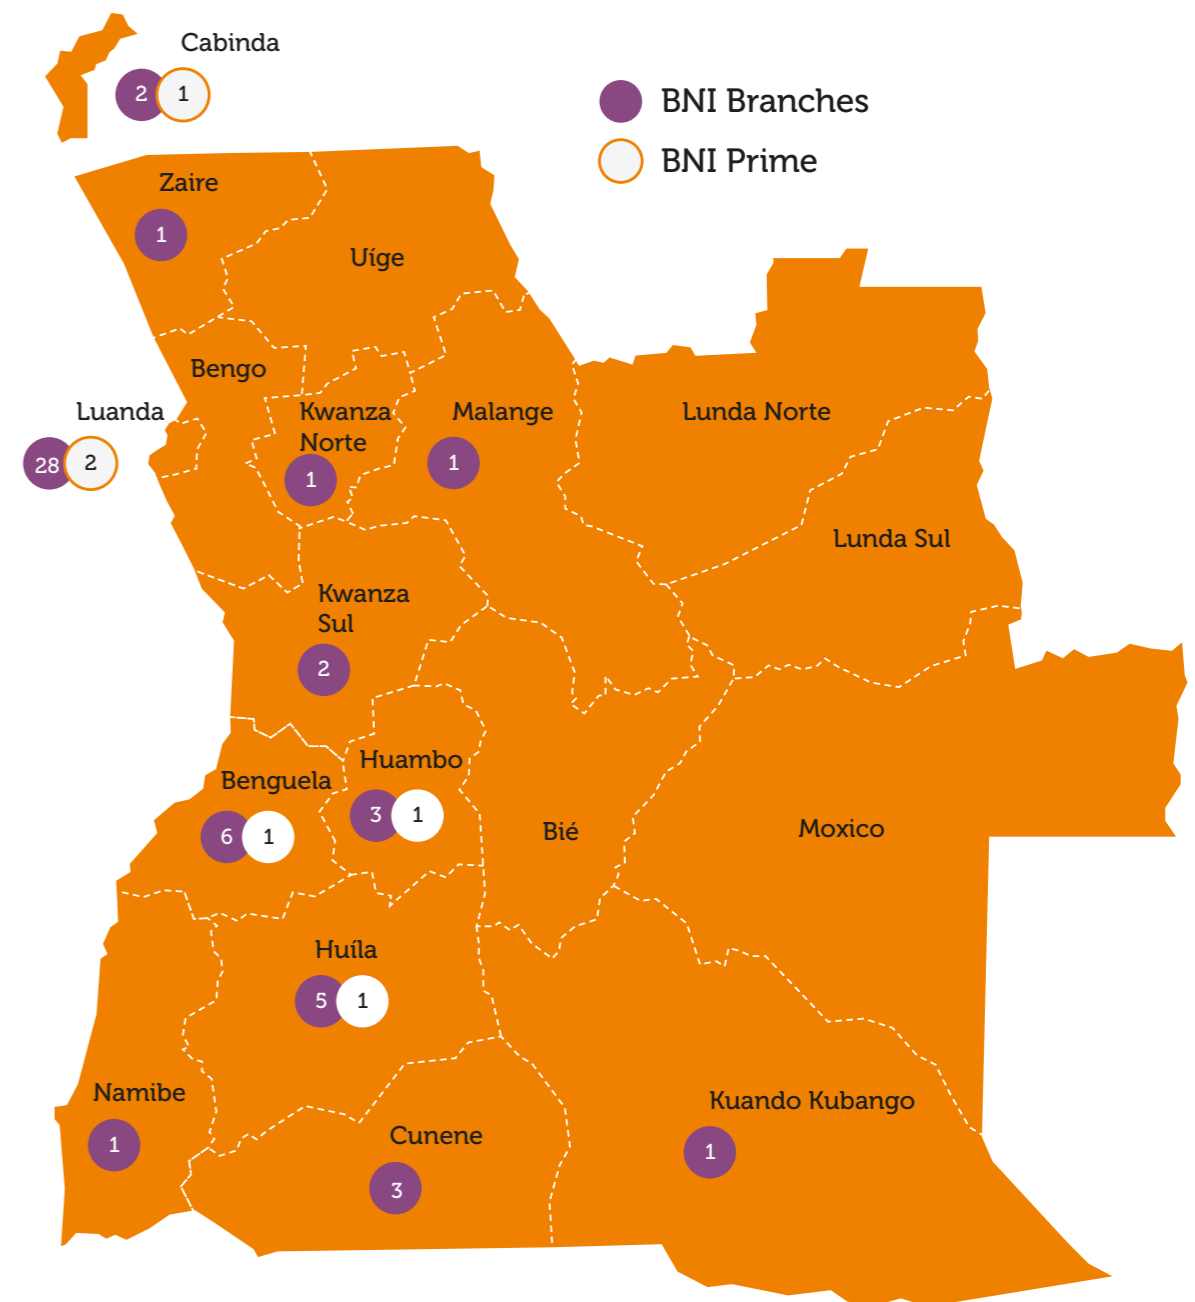 Cabinda
2 1
BNI Branches
BNI Prime
Zaire
1
Uíge
Bengo
Luanda
28 2
Kwanza
Norte
1
Malange
1
Lunda Norte
Lunda Sul
Kwanza
Sul
2
Huambo
3 1
Benguela
6 1
Bié
Moxico
Huíla
5 1
Namibe
1
Cunene
3
Kuando Kubango
1